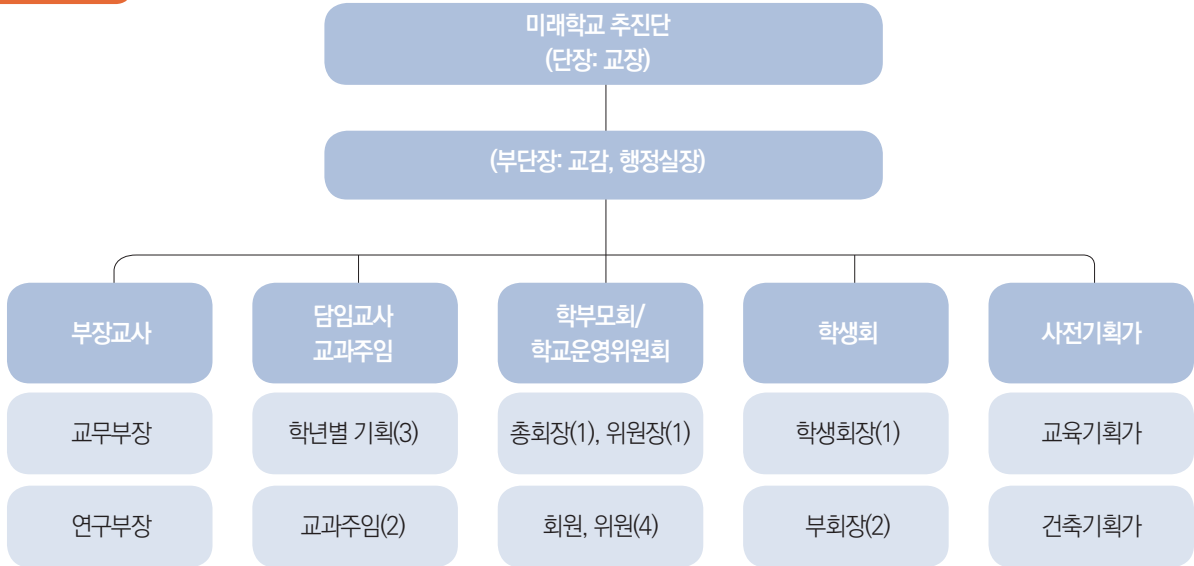 미래학교 추진단
(단장: 교장)
(부단장: 교감, 행정실장)
부장교사
담임교사
교과주임
학부모회/
학교운영위원회
학생회
사전기획가
교무부장
학년별 기획(3)
총회장(1), 위원장(1)
학생회장(1)
교육기획가
연구부장
교과주임(2)
회원, 위원(4)
부회장(2)
건축기획가